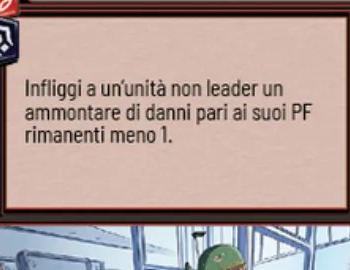 Infliggi a un'unità non leader un
ammontare di danni pari ai suoi PF
rimanenti meno 1.